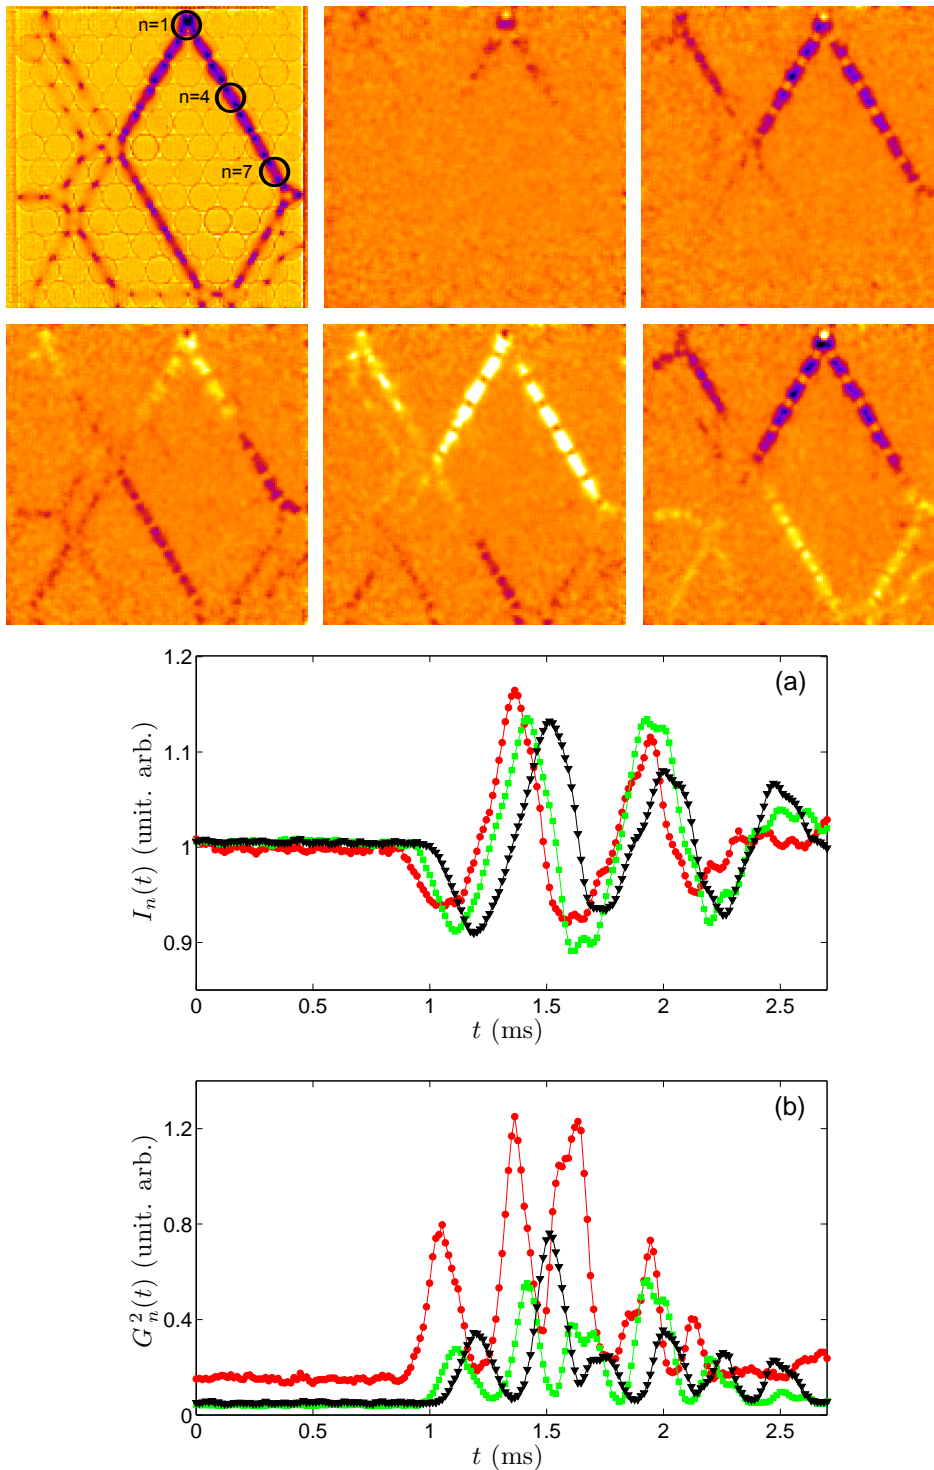 n=1
n=4
n=7
(a)
1.2
1.1
1
0.9
I_n(t) (unit. arb.)
0 0.5 1 1.5 2 2.5
t (ms)
(b)
1.2
0.8
0.4
0
G_n^2(t) (unit. arb.)
0 0.5 1 1.5 2 2.5
t (ms)